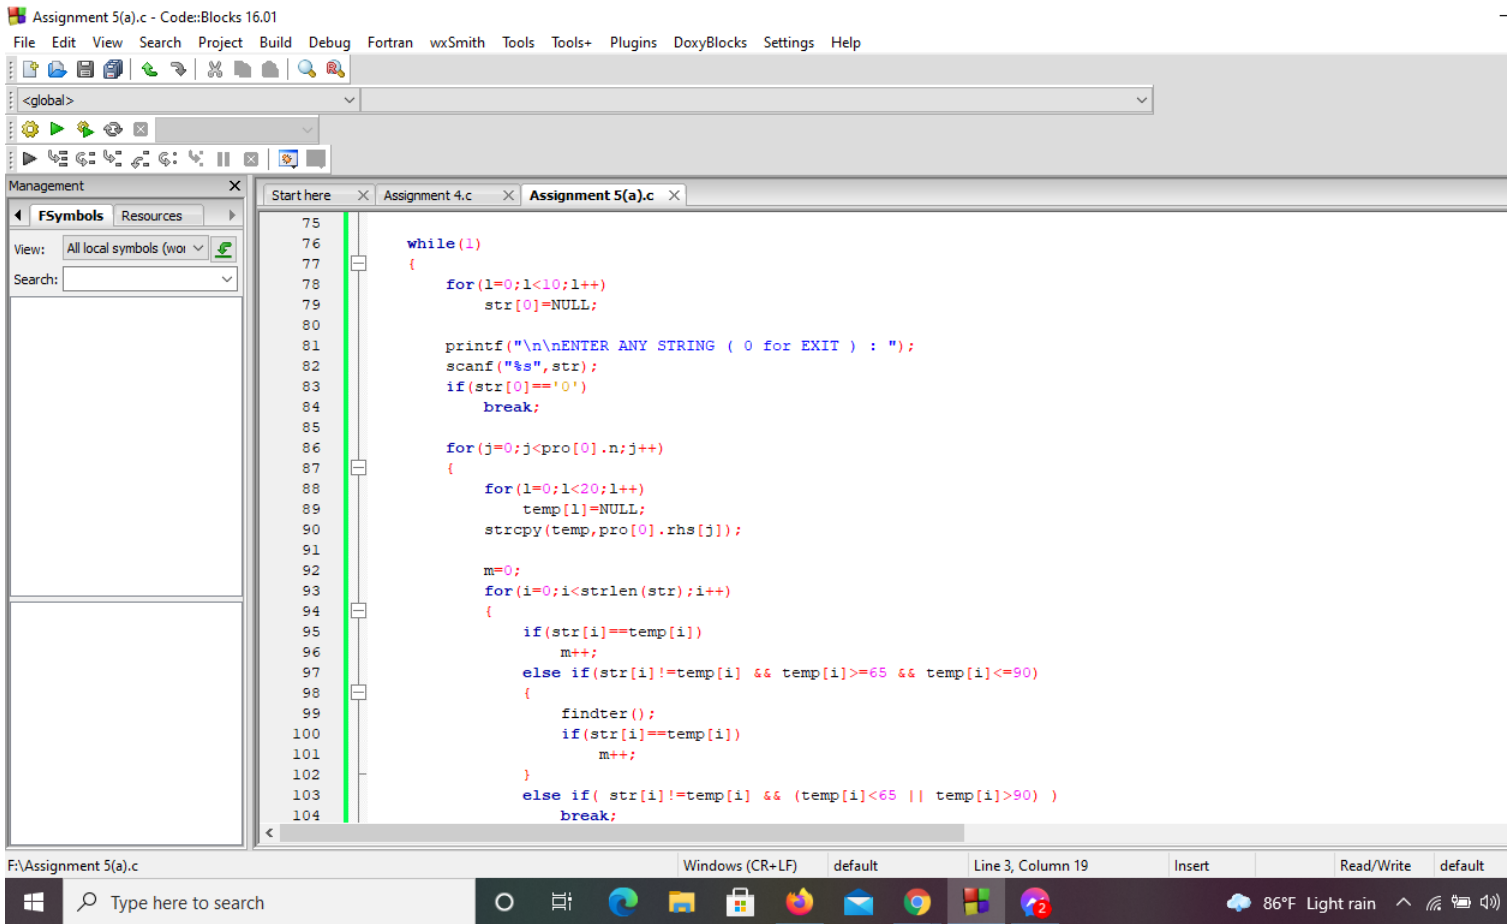 Assignment 5(a).c - Code::Blocks 16.01
File Edit View Search Project Build Debug Fortran wxSmith Tools Tools+ Plugins DoxyBlocks Settings Help
<global>
Management
FSymbols Resources
View: All local symbols (wor
Search:
Start here Assignment 4.c Assignment 5(a).c
75
76 while(1)
77 {
78 for(l=0;l<10;l++)
79 str[0]=NULL;
80
81 printf("\n\nENTER ANY STRING ( 0 for EXIT ) : ");
82 scanf("%s",str);
83 if(str[0]=='0')
84 break;
85
86 for(j=0;j<pro[0].n;j++)
87 {
88 for(l=0;l<20;l++)
89 temp[l]=NULL;
90 strcpy(temp,pro[0].rhs[j]);
91
92 m=0;
93 for(i=0;i<strlen(str);i++)
94 {
95 if(str[i]==temp[i])
96 m++;
97 else if(str[i]!=temp[i] && temp[i]>=65 && temp[i]<=90)
98 {
99 findter();
100 if(str[i]==temp[i])
101 m++;
102 }
103 else if( str[i]!=temp[i] && (temp[i]<65 || temp[i]>90) )
104 break;
F:\Assignment 5(a).c Windows (CR+LF) default Line 3, Column 19 Insert Read/Write default
Type here to search 2 86°F Light rain